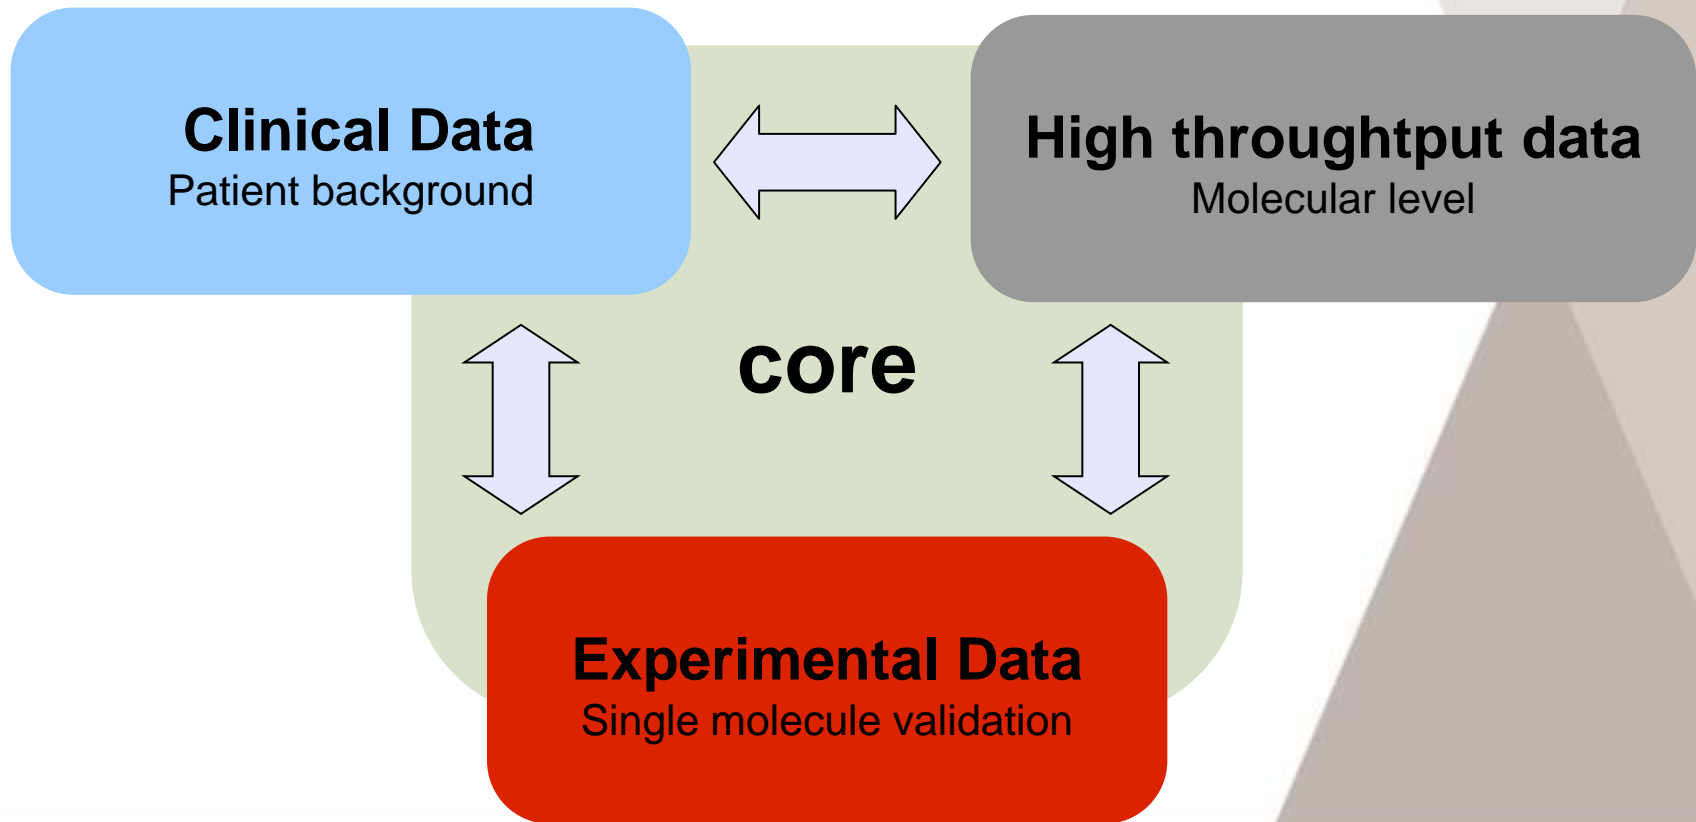 Clinical Data
Patient background
High throughtput data
Molecular level
core
Experimental Data
Single molecule validation